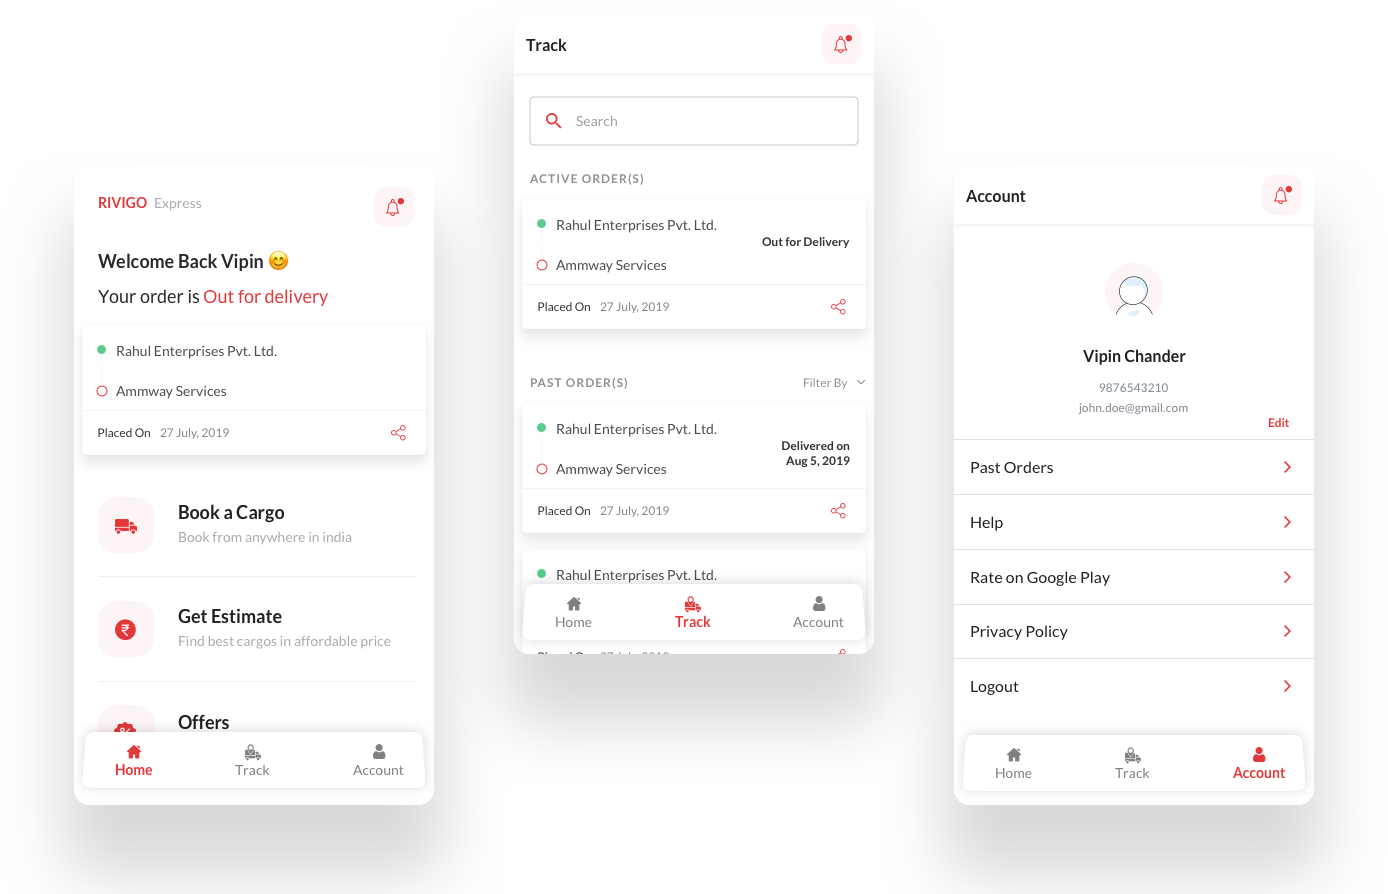 RIVIGO Express
Welcome Back Vipin 😊
Your order is Out for delivery
Rahul Enterprises Pvt. Ltd.
Ammway Services
Placed On 27 July, 2019
Book a Cargo
Book from anywhere in india
Get Estimate
Find best cargos in affordable price
Offers
Home Track Account
Track
Search
ACTIVE ORDER(S)
Rahul Enterprises Pvt. Ltd.
Out for Delivery
Ammway Services
Placed On 27 July, 2019
PAST ORDER(S) Filter By
Rahul Enterprises Pvt. Ltd.
Delivered on
Aug 5, 2019
Ammway Services
Placed On 27 July, 2019
Rahul Enterprises Pvt. Ltd.
Home Track Account
Placed On 27 July, 2019
Account
Vipin Chander
9876543210
john.doe@gmail.com
Edit
Past Orders
Help
Rate on Google Play
Privacy Policy
Logout
Home Track Account